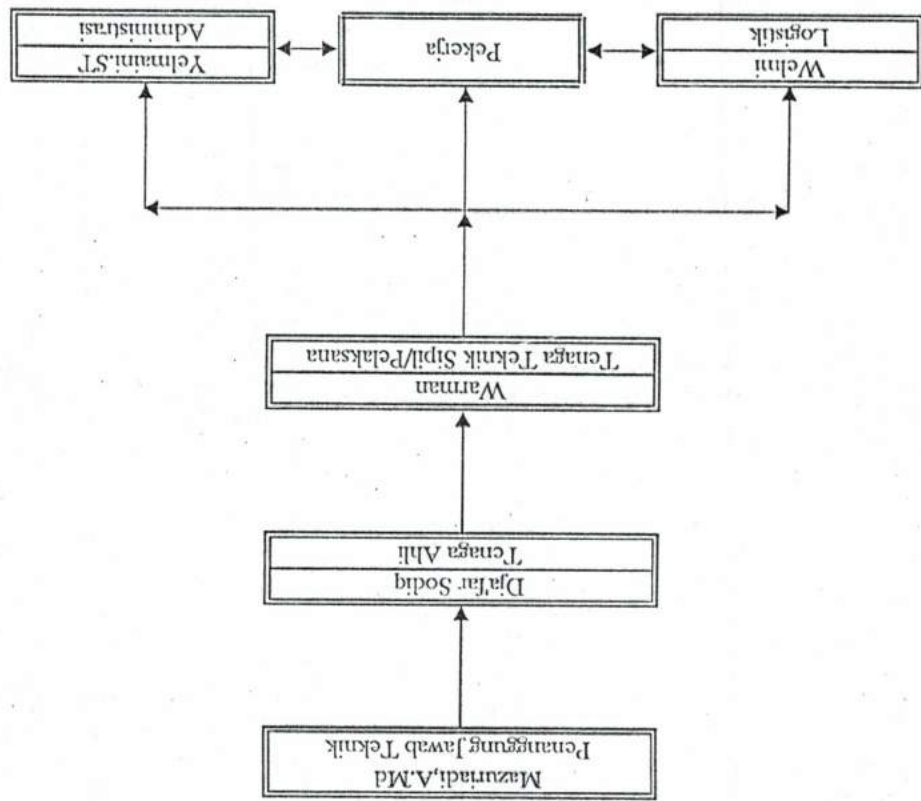 Mazuriadi,A.Md
Penanggung Jawab Teknik
Dja'far Sodiq
Tenaga Ahli
Warman
Tenaga Teknik Sipil/Pelaksana
Welmi
Logistik
Pekerja
Yelmaini.ST
Administrasi